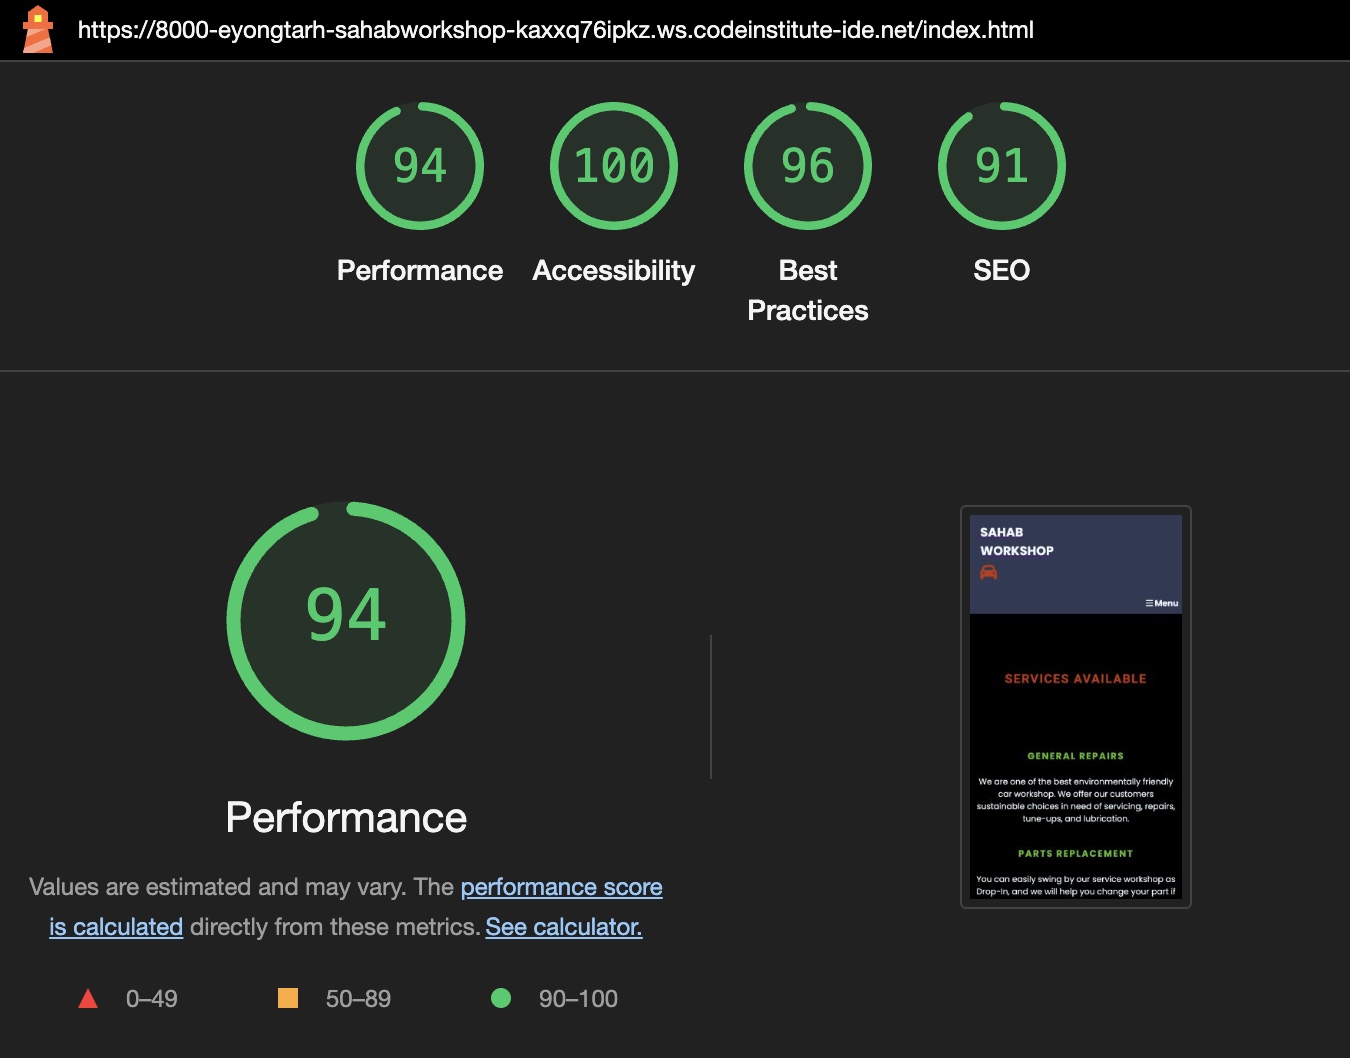 https://8000-eyongtarh-sahabworkshop-kaxxq76ipkz.ws.codeinstitute-ide.net/index.html
94
100
96
91
Performance
Accessibility
Best
Practices
SEO
94
Performance
Values are estimated and may vary. The performance score
is calculated directly from these metrics. See calculator.
0–49
50–89
90–100
SAHAB
WORKSHOP
Menu
SERVICES AVAILABLE
GENERAL REPAIRS
We are one of the best environmentally friendly
car workshop. We offer our customers
sustainable choices in need of servicing, repairs,
tune-ups, and lubrication.
PARTS REPLACEMENT
You can easily swing by our service workshop as
Drop-In, and we will help you change your part if